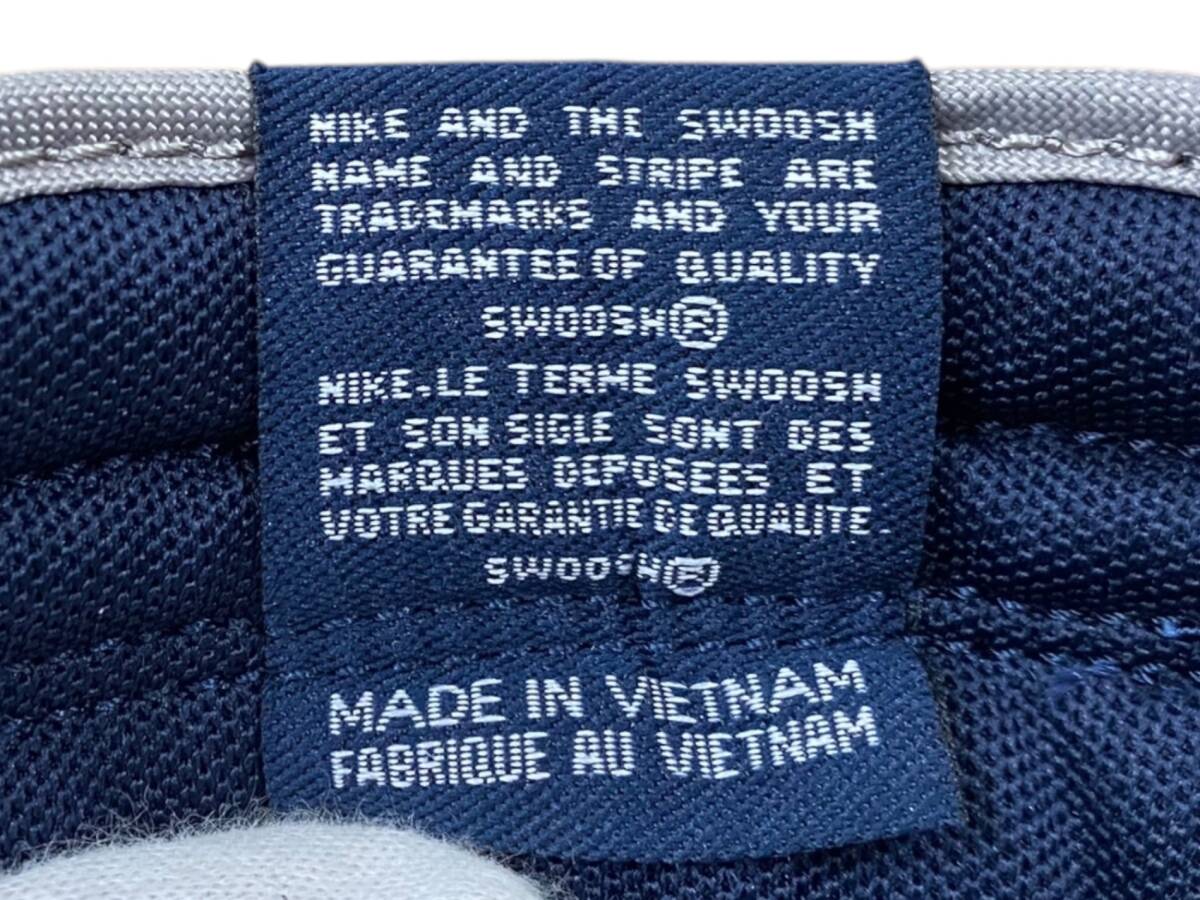 NIKE AND THE SWOOSH
NAME AND STRIPE ARE
TRADEMARKS AND YOUR
GUARANTEE OF QUALITY
SWOOSH®
NIKE-LE TERME SWOOSH
ET SON SIGLE SONT DES
MARQUES DEPOSEES ET
VOTRE GARANTIE DE QUALITE.
SWOOSH®
MADE IN VIETNAM
FABRIQUE AU VIETNAM